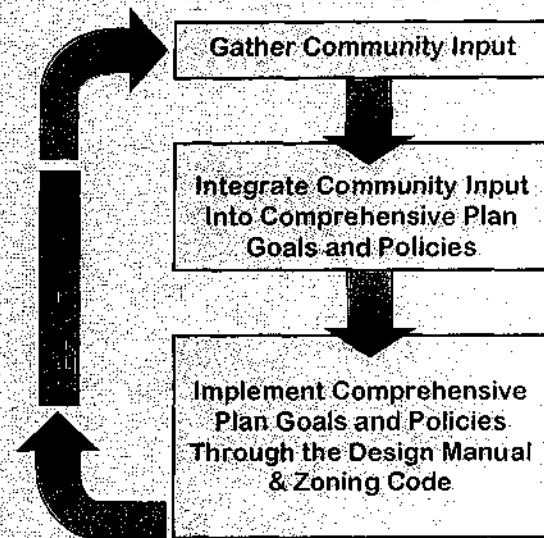 Gather Community Input
Integrate Community Input
Into Comprehensive Plan
Goals and Policies
Implement Comprehensive
Plan Goals and Policies
Through the Design Manual
& Zoning Code